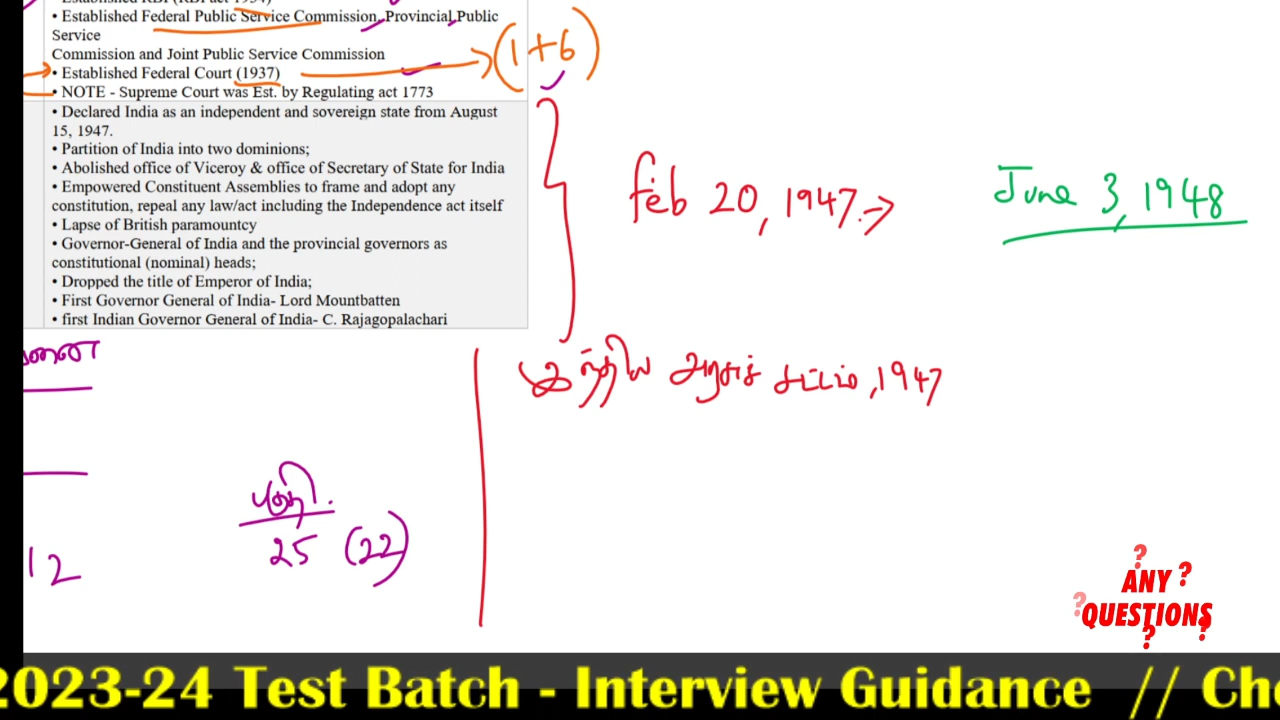 • Established Federal Public Service Commission, Provincial Public
Service
Commission and Joint Public Service Commission
• Established Federal Court (1937)
(1+6)
• NOTE - Supreme Court was Est. by Regulating act 1773
• Declared India as an independent and sovereign state from August
15, 1947.
• Partition of India into two dominions;
• Abolished office of Viceroy & office of Secretary of State for India
• Empowered Constituent Assemblies to frame and adopt any
constitution, repeal any law/act including the Independence act itself
• Lapse of British paramountcy
• Governor-General of India and the provincial governors as
constitutional (nominal) heads;
• Dropped the title of Emperor of India;
• First Governor General of India- Lord Mountbatten
• first Indian Governor General of India- C. Rajagopalachari
Feb 20, 1947 →
June 3, 1948
இந்திய அரசுச் சட்டம், 1947
12
25 (22)
ANY
QUESTIONS
2023-24 Test Batch - Interview Guidance // Ch